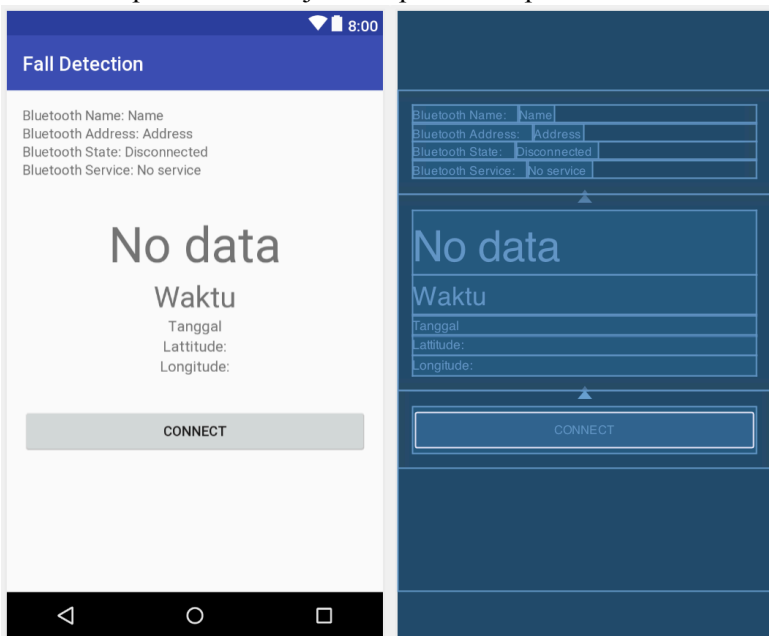 8:00
Fall Detection
Bluetooth Name: Name
Bluetooth Address: Address
Bluetooth State: Disconnected
Bluetooth Service: No service
No data
Waktu
Tanggal
Lattitude:
Longitude:
CONNECT
Bluetooth Name: Name
Bluetooth Address: Address
Bluetooth State: Disconnected
Bluetooth Service: No service
No data
Waktu
Tanggal
Lattitude:
Longitude:
CONNECT